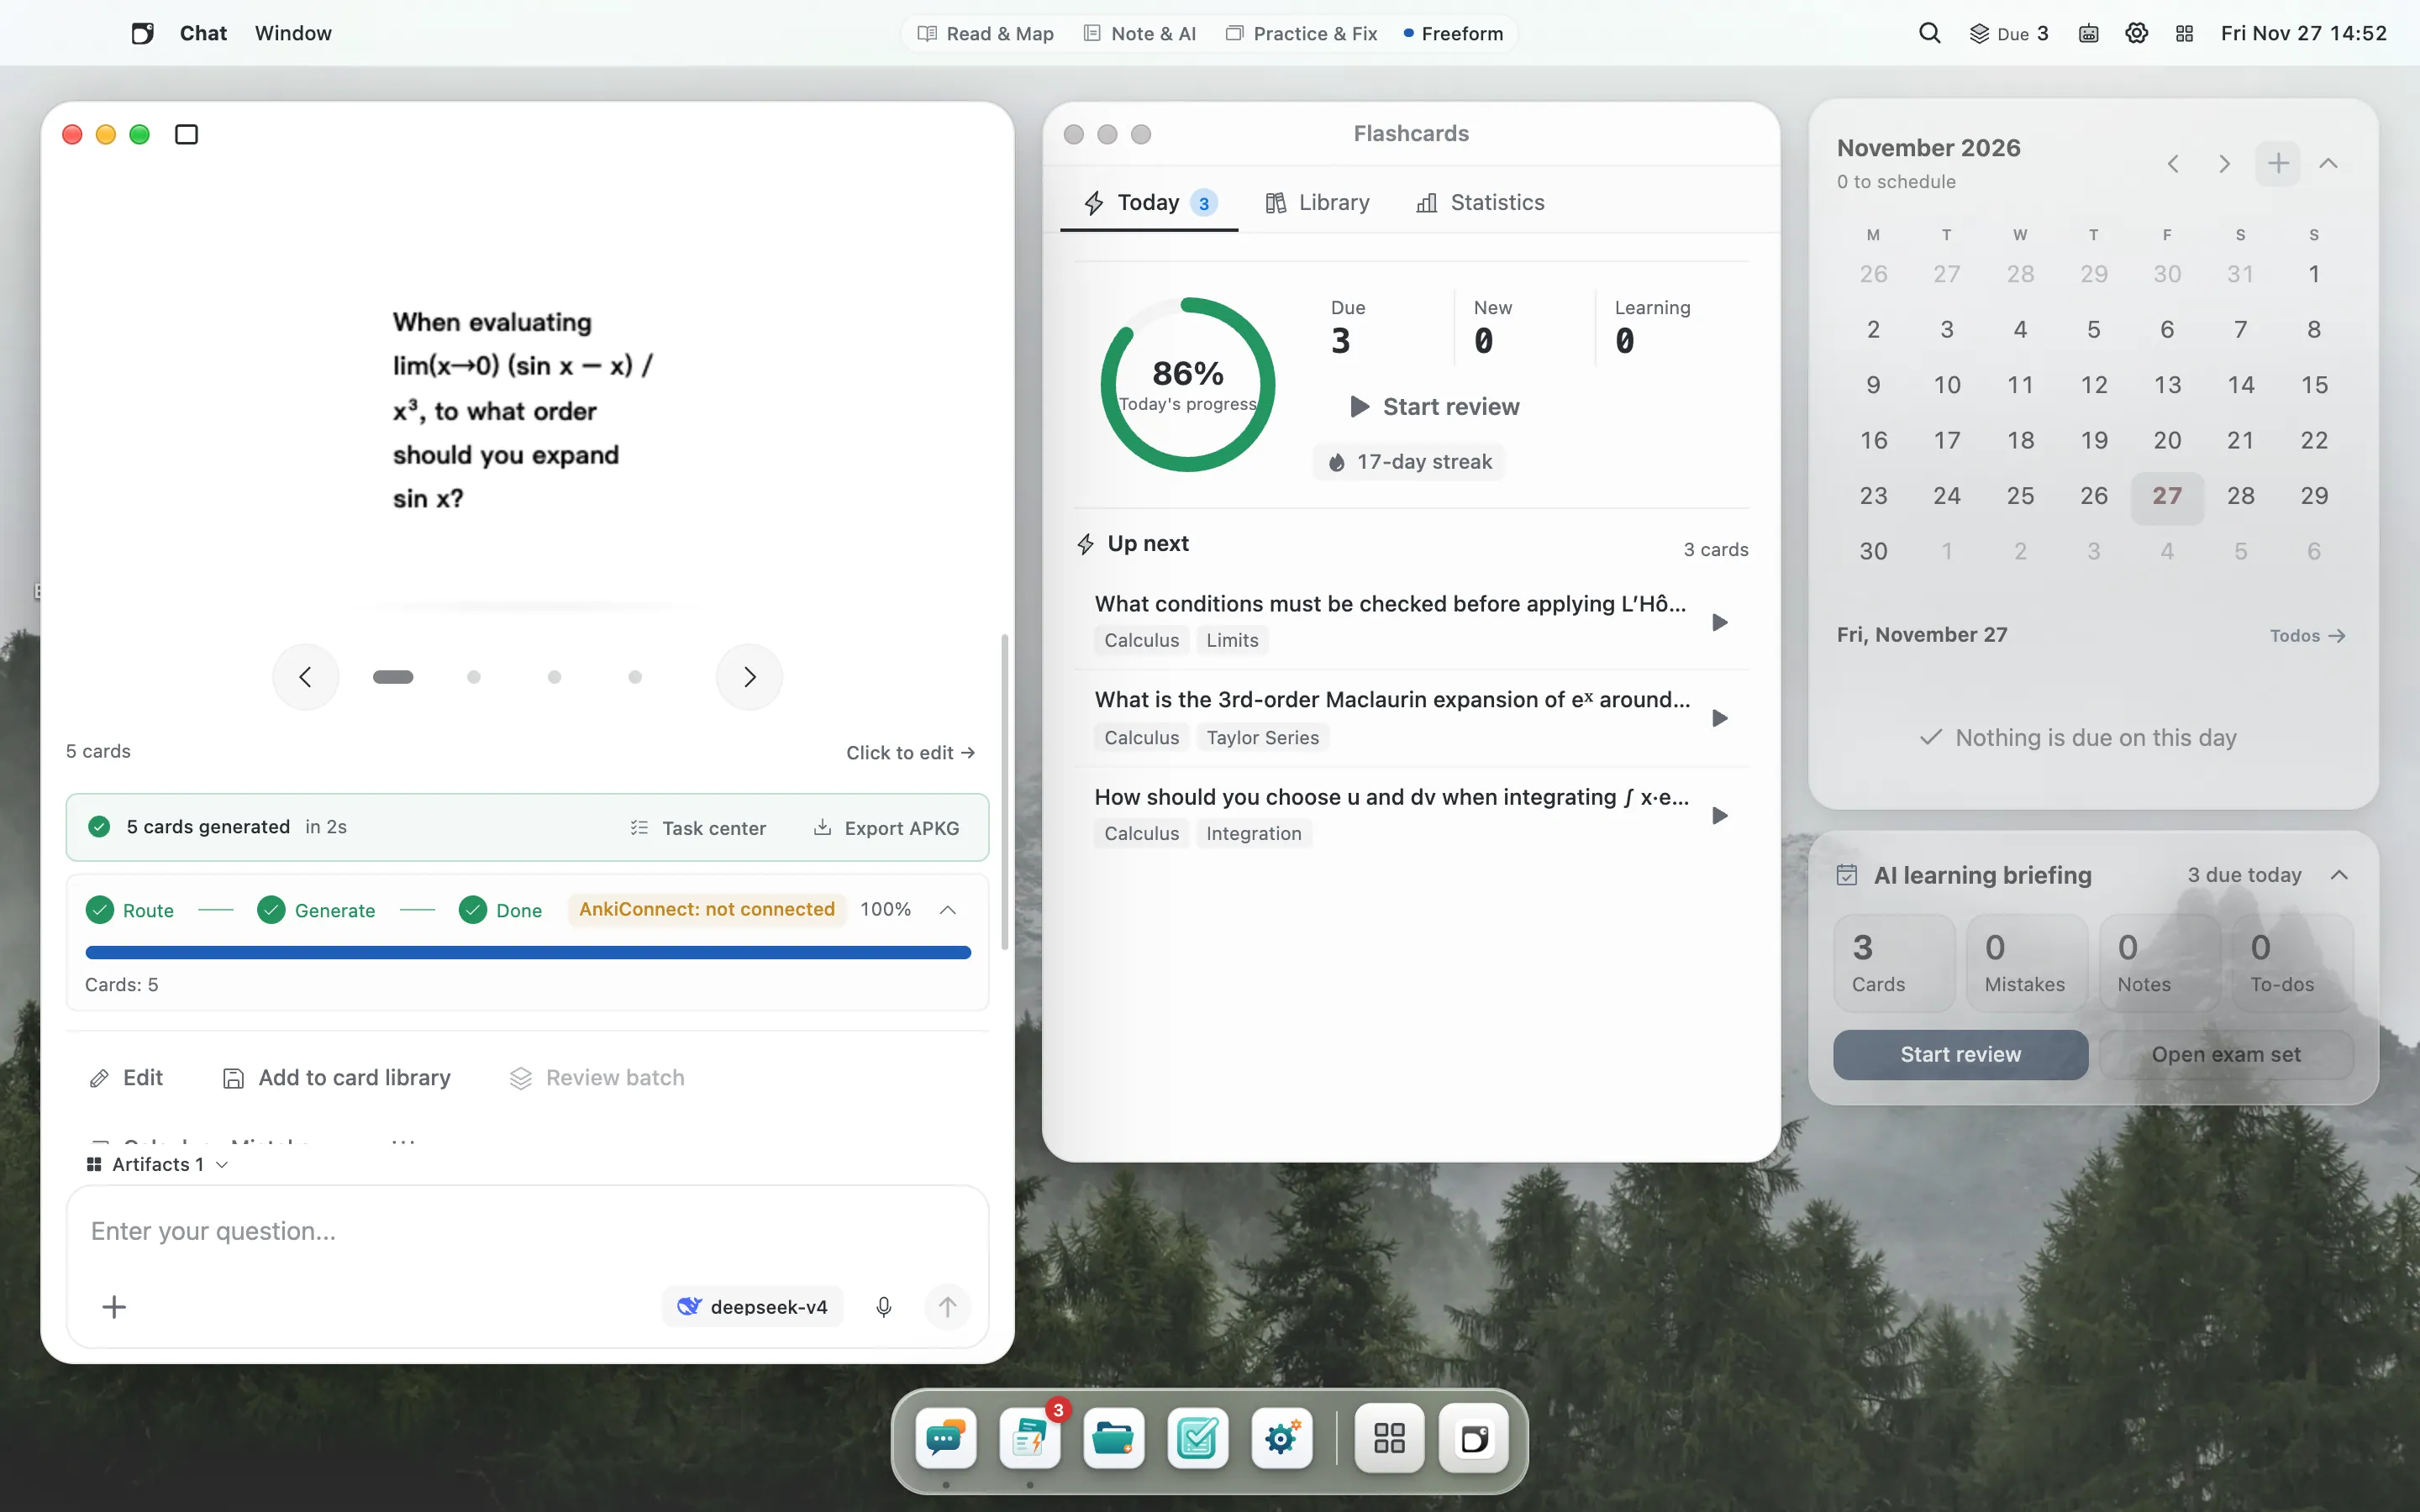 Chat Window Read & Map Note & AI Practice & Fix Freeform Due 3 Fri Nov 27 14:52
When evaluating
lim(x→0) (sin x − x) /
x³, to what order
should you expand
sin x?
5 cards Click to edit →
5 cards generated in 2s Task center Export APKG
Route Generate Done AnkiConnect: not connected 100%
Cards: 5
Edit Add to card library Review batch
Artifacts 1
Enter your question...
deepseek-v4
Flashcards
Today 3 Library Statistics
86%
Today's progress
Due New Learning
3 0 0
Start review
17-day streak
Up next 3 cards
What conditions must be checked before applying L'Hô...
Calculus Limits
What is the 3rd-order Maclaurin expansion of eˣ around...
Calculus Taylor Series
How should you choose u and dv when integrating ∫ x·e...
Calculus Integration
November 2026
0 to schedule
M T W T F S S
26 27 28 29 30 31 1
2 3 4 5 6 7 8
9 10 11 12 13 14 15
16 17 18 19 20 21 22
23 24 25 26 27 28 29
30 1 2 3 4 5 6
Fri, November 27 Todos →
Nothing is due on this day
AI learning briefing 3 due today
3 0 0 0
Cards Mistakes Notes To-dos
Start review Open exam set
3